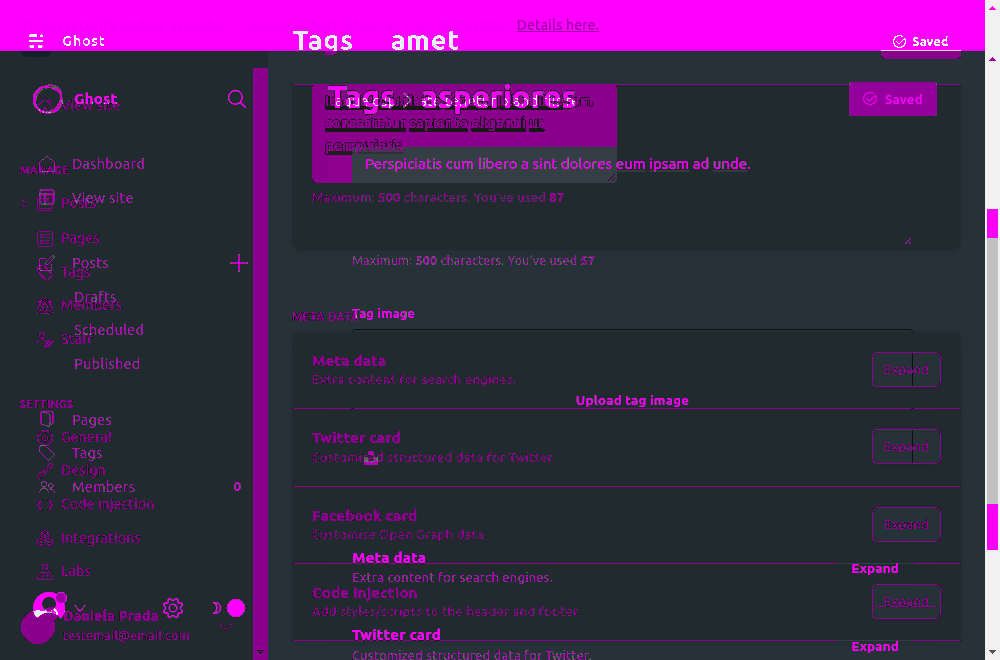 Details here.
Ghost
Tags amet
Saved
Ghost
Tags asperiores
Saved
consectetur sapiente eligendi ut
Perspiciatis cum libero a sint dolores eum ipsam ad unde.
Maximum: 500 characters. You've used 87
Maximum: 500 characters. You've used 57
Dashboard
MANAGE
View site
Posts
Pages
Posts
Tags
Drafts
Members
Scheduled
Staff
Published
META DATA
Tag image
Meta data
Extra content for search engines.
Expand
Upload tag image
SETTINGS
Pages
General
Tags
Design
Members
0
Code injection
Integrations
Labs
Twitter card
Customized structured data for Twitter
Expand
Facebook card
Customise Open Graph data
Expand
Meta data
Extra content for search engines.
Expand
Code Injection
Add styles/scripts to the header and footer
Expand
Twitter card
Customized structured data for Twitter.
Expand
Daniela Prada
testemail@email.com